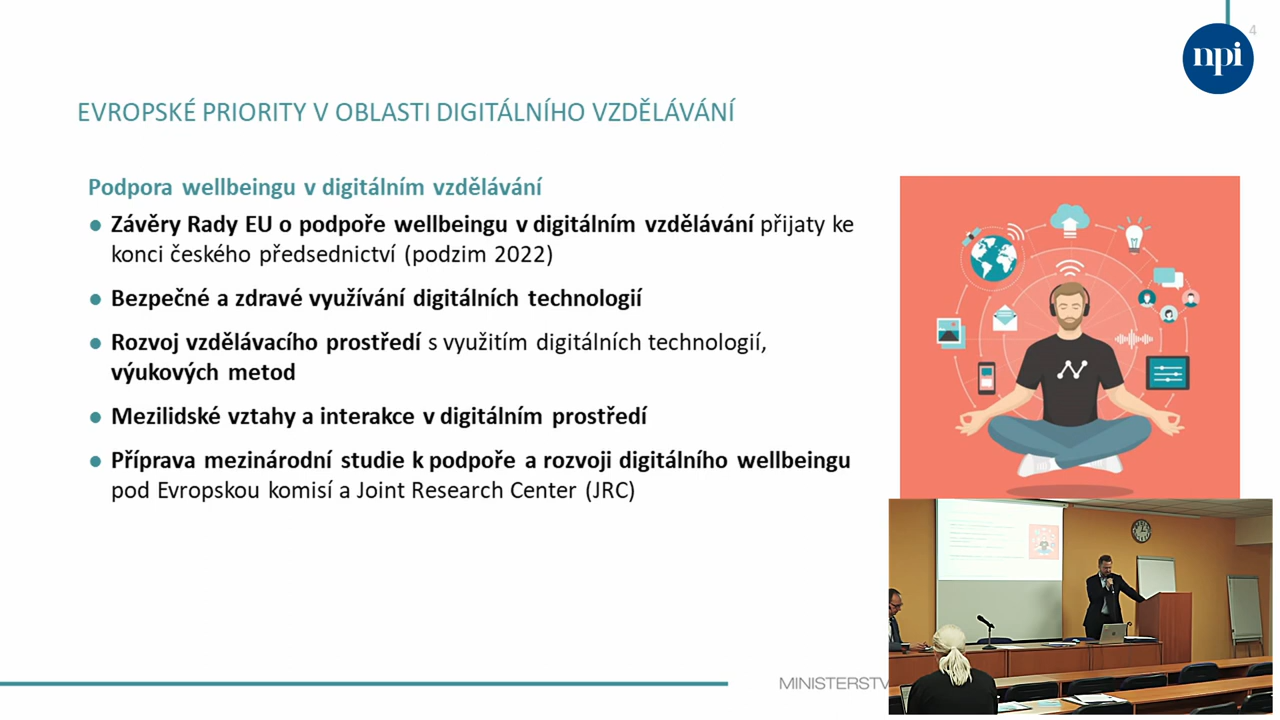 4
npi
EVROPSKÉ PRIORITY V OBLASTI DIGITÁLNÍHO VZDĚLÁVÁNÍ
Podpora wellbeingu v digitálním vzdělávání
● Závěry Rady EU o podpoře wellbeingu v digitálním vzdělávání přijaty ke
konci českého předsednictví (podzim 2022)
● Bezpečné a zdravé využívání digitálních technologií
● Rozvoj vzdělávacího prostředí s využitím digitálních technologií,
výukových metod
● Mezilidské vztahy a interakce v digitálním prostředí
● Příprava mezinárodní studie k podpoře a rozvoji digitálního wellbeingu
pod Evropskou komisí a Joint Research Center (JRC)
MINISTERSTV